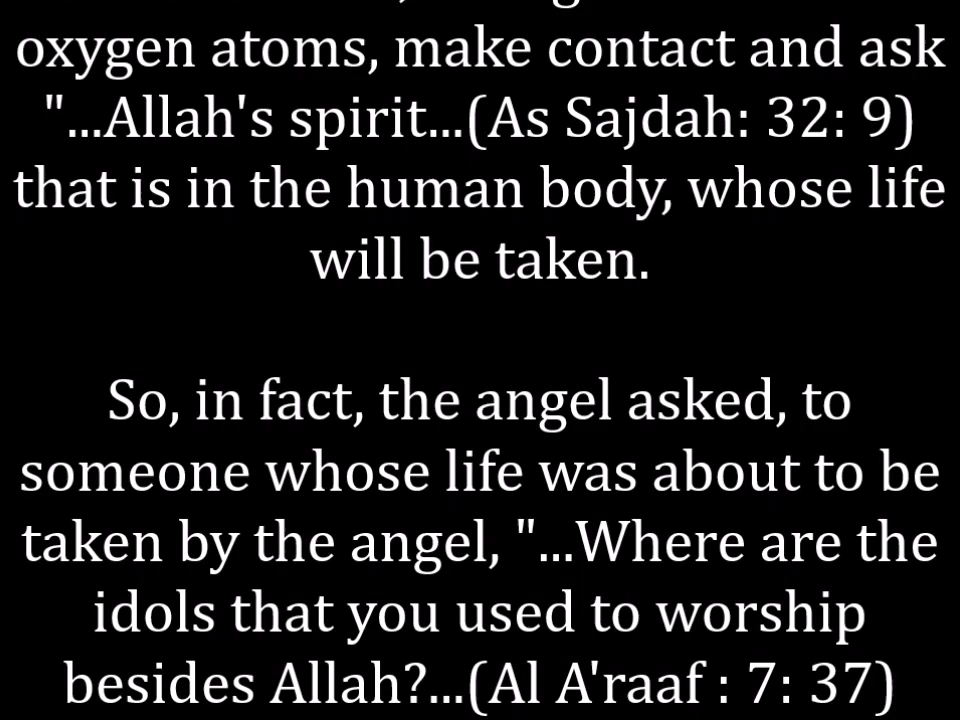 oxygen atoms, make contact and ask
"...Allah's spirit...(As Sajdah: 32: 9)
that is in the human body, whose life
will be taken.
So, in fact, the angel asked, to
someone whose life was about to be
taken by the angel, "...Where are the
idols that you used to worship
besides Allah?...(Al A'raaf : 7: 37)